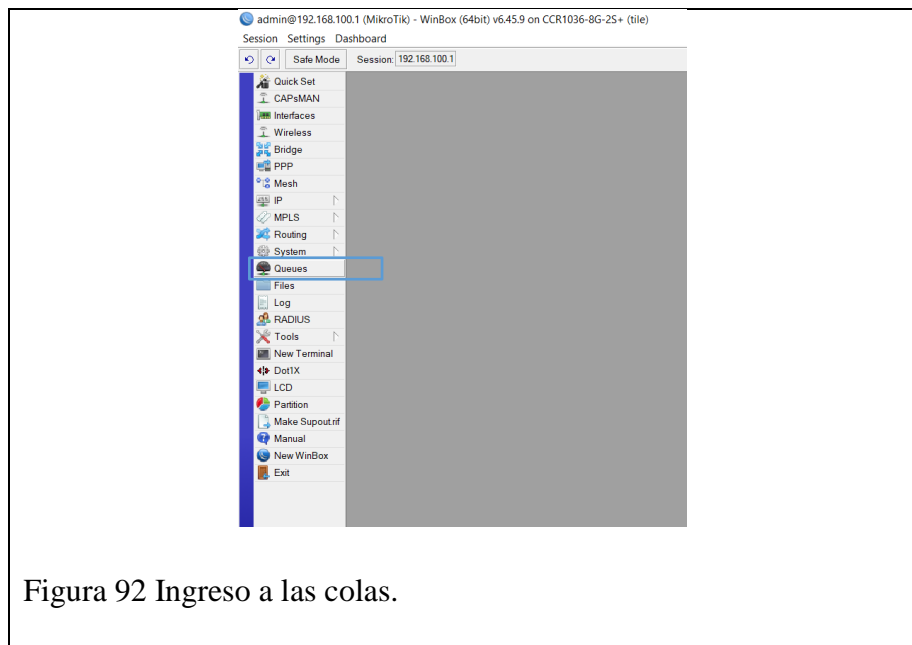 admin@192.168.100.1 (MikroTik) - WinBox (64bit) v6.45.9 on CCR1036-8G-2S+ (tile)
Session Settings Dashboard
Safe Mode Session: 192.168.100.1
Quick Set
CAPsMAN
Interfaces
Wireless
Bridge
PPP
Mesh
IP
MPLS
Routing
System
Queues
Files
Log
RADIUS
Tools
New Terminal
Dot1X
LCD
Partition
Make Supout.rif
Manual
New WinBox
Exit
Figura 92 Ingreso a las colas.